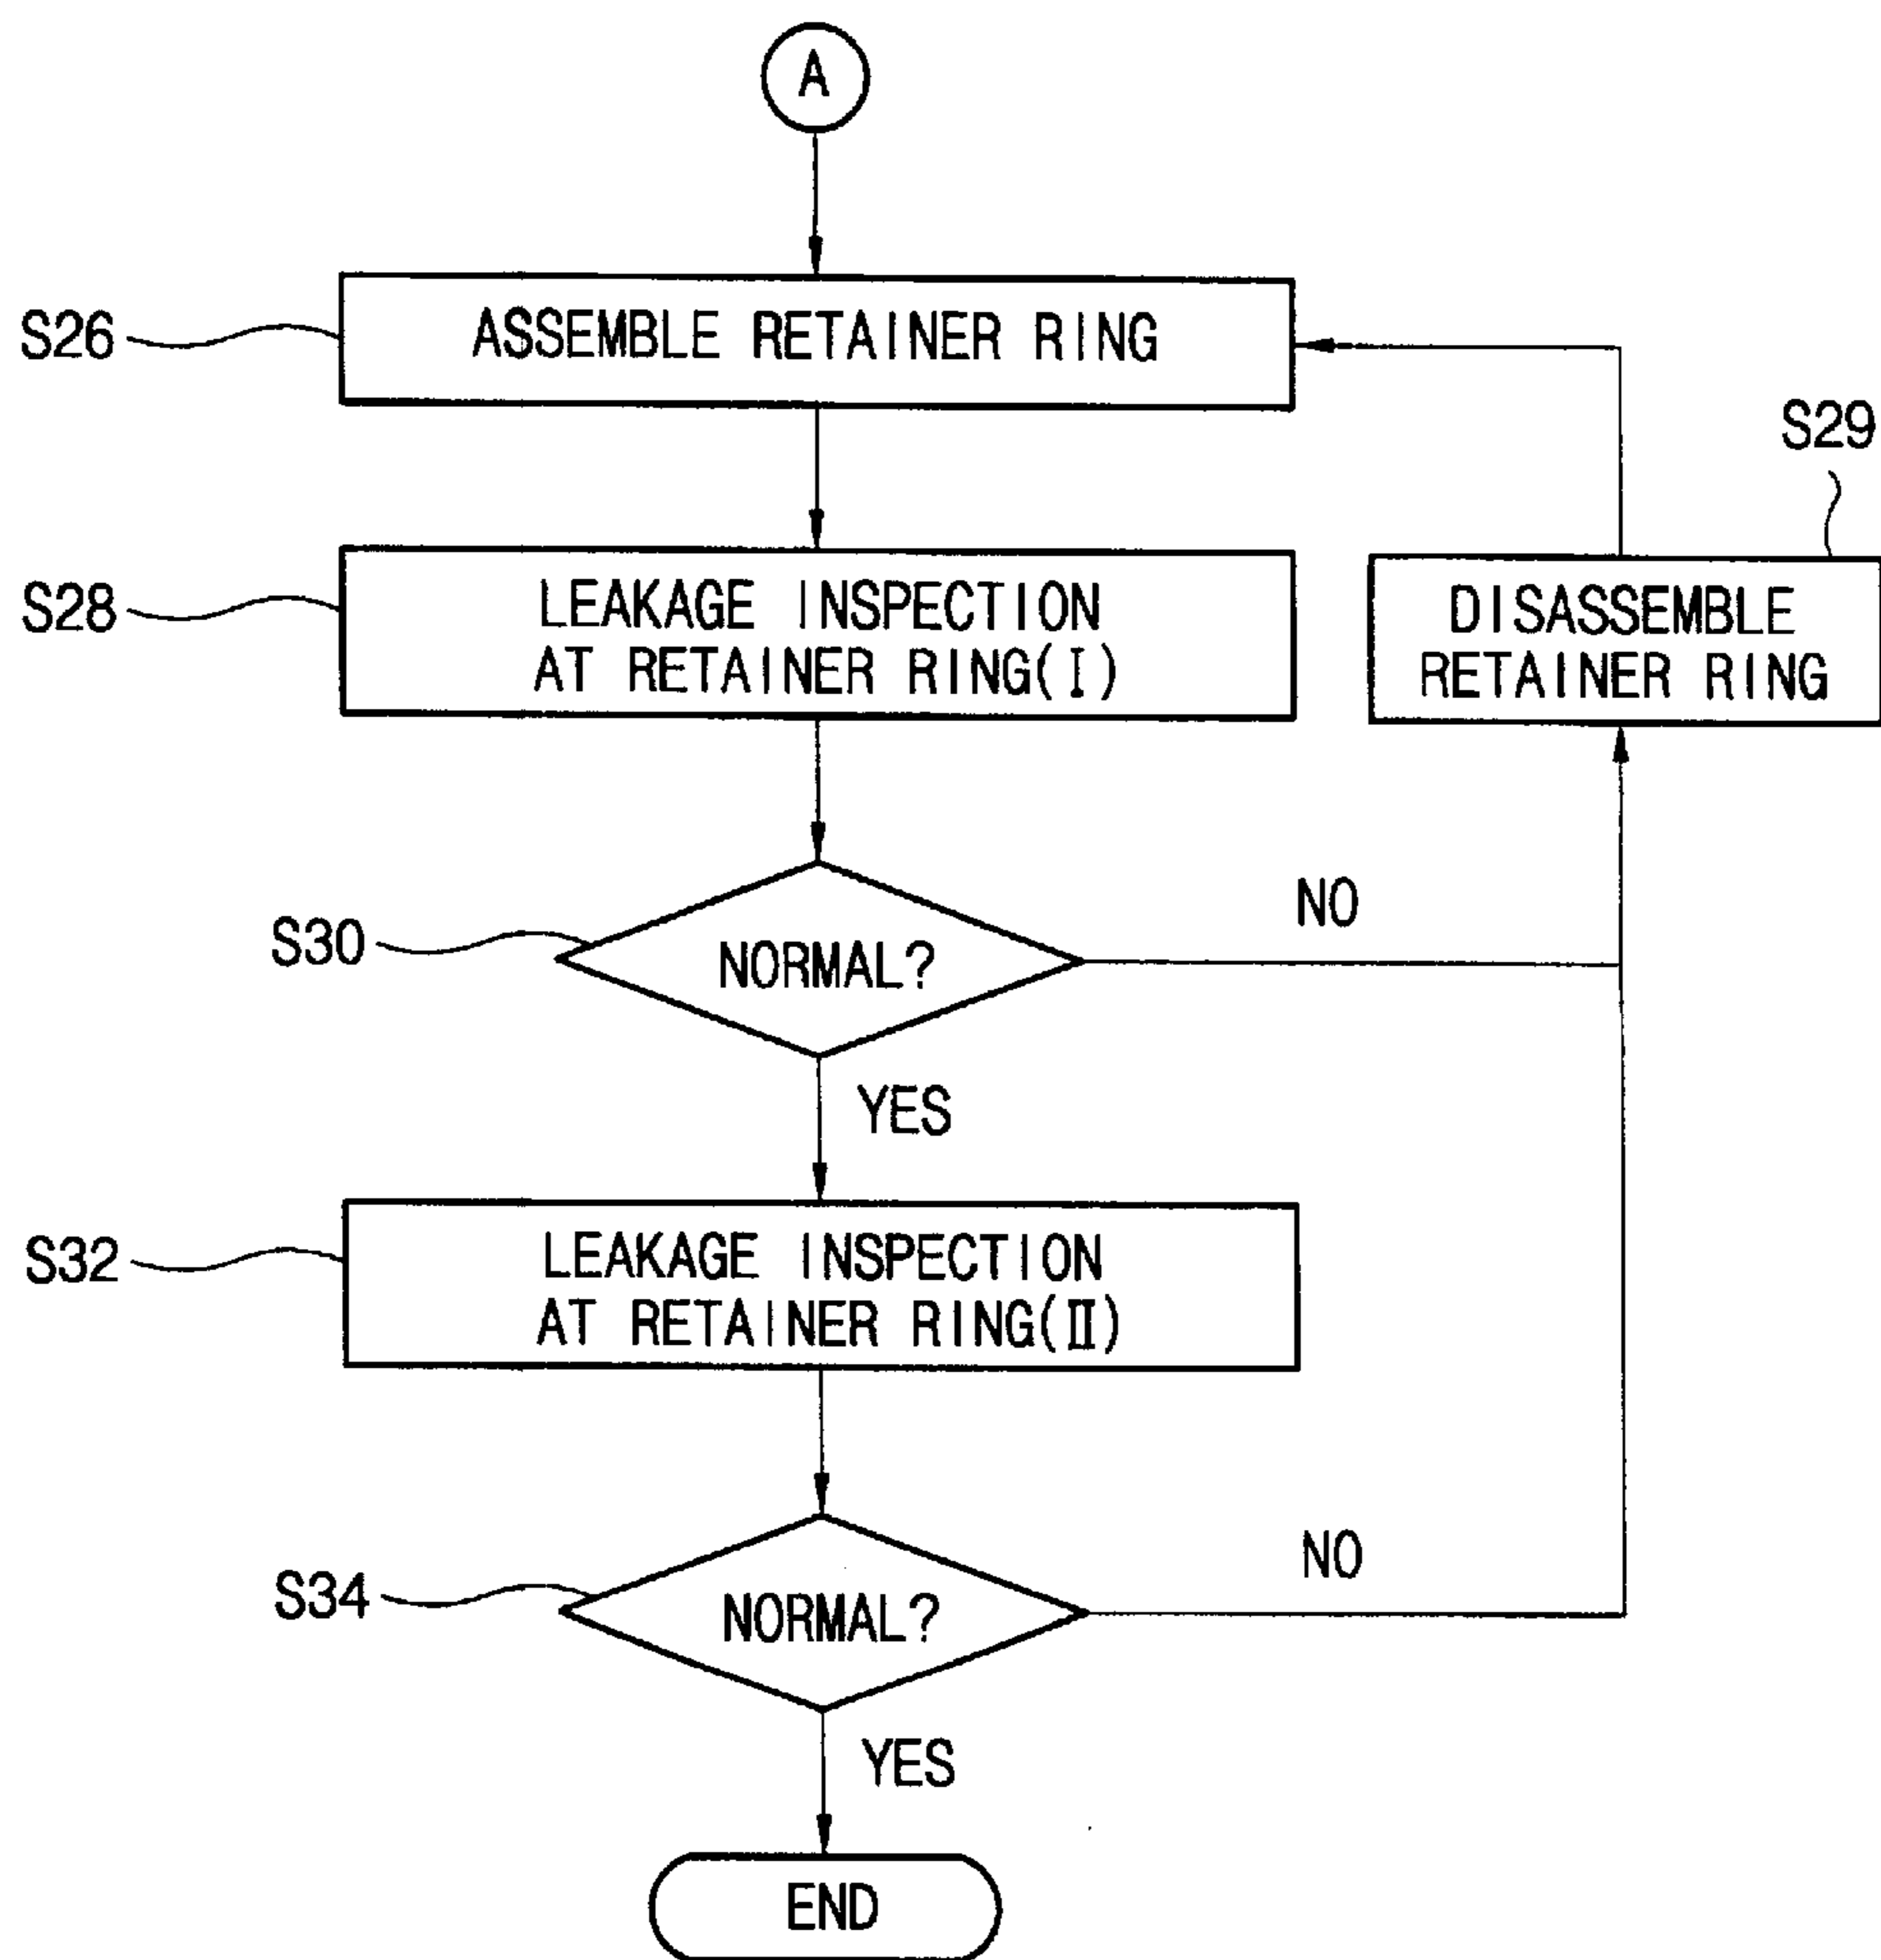 A
S26
ASSEMBLE RETAINER RING
S29
S28
LEAKAGE INSPECTION
AT RETAINER RING(I)
DISASSEMBLE
RETAINER RING
S30
NORMAL?
NO
YES
S32
LEAKAGE INSPECTION
AT RETAINER RING(II)
S34
NORMAL?
NO
YES
END